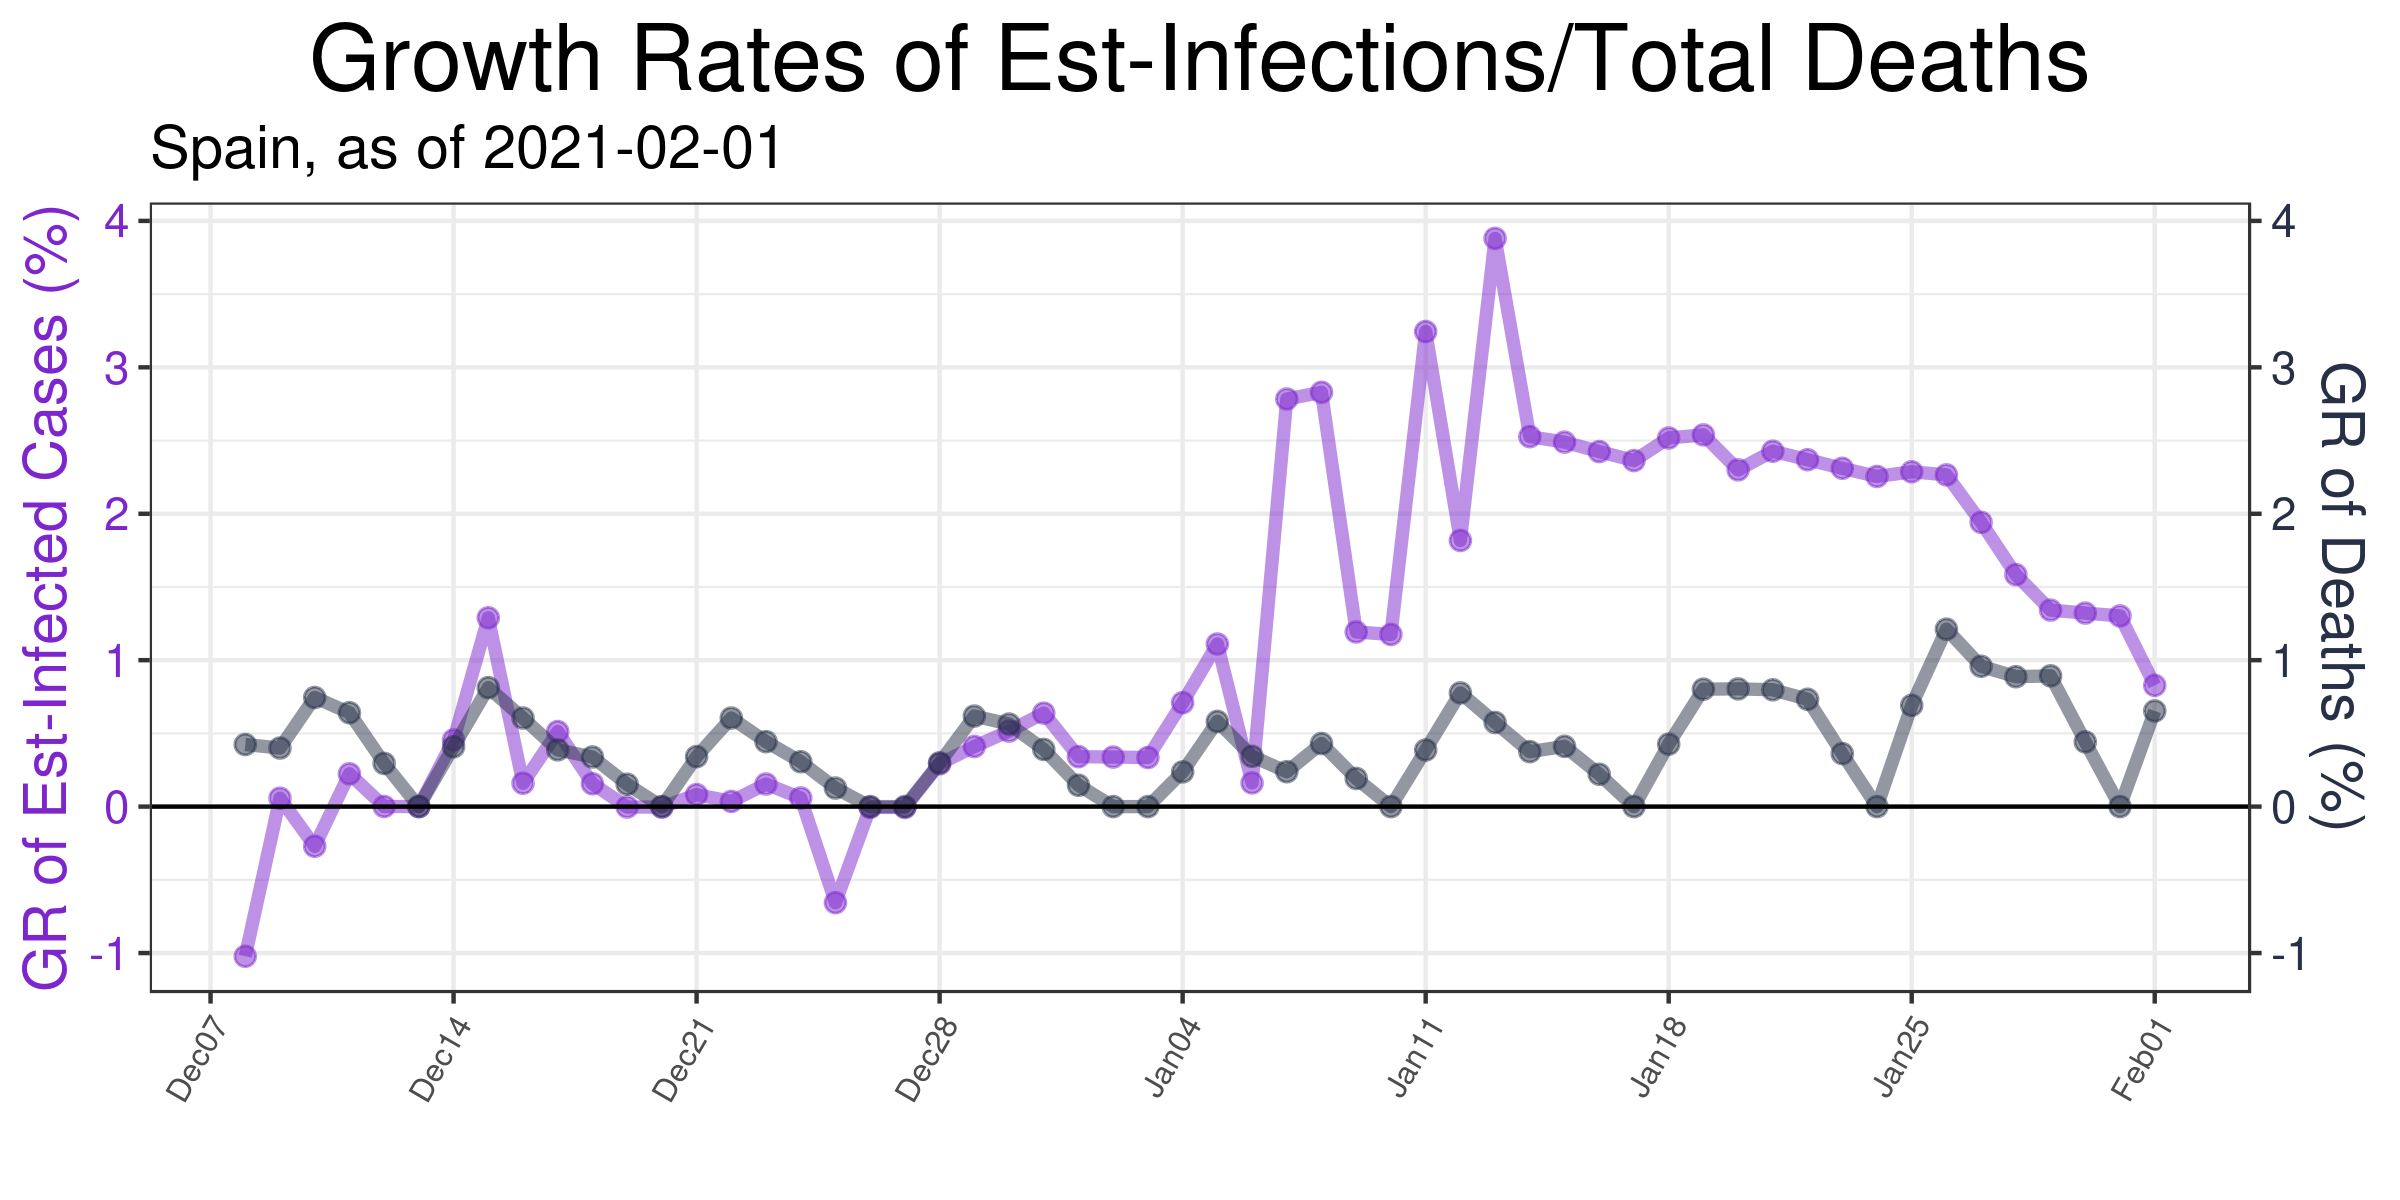 Growth Rates of Est-Infections/Total Deaths
Spain, as of 2021-02-01
GR of Est-Infected Cases (%)
4
3
2
1
0
-1
4
3
2
1
0
-1
GR of Deaths (%)
Dec07
Dec14
Dec21
Dec28
Jan04
Jan11
Jan18
Jan25
Feb01